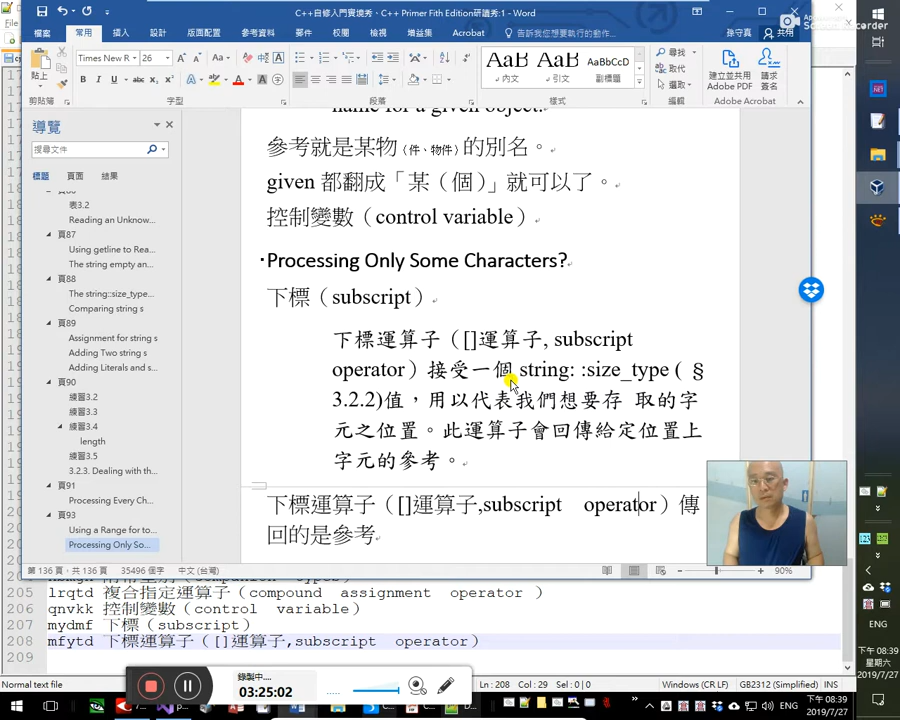 C++自修入門實境秀、C++ Primer Fith Edition研讀秀:1 - Word
檔案 常用 插入 設計 版面配置 參考資料 郵件 校閱 檢視 增益集 Acrobat 告訴我您想要執行的動作... 共用
貼上 Times New R 26 AaBb AaBb AaBbCcD 尋找 取代 選取
內文 引文 副標題 建立並共用 Adobe PDF 請求 簽名
剪貼簿 字型 段落 樣式 編輯 Adobe Acrobat
導覽
搜尋文件
標題 頁面 結果
表3.2
Reading an Unknow...
頁87
Using getline to Rea...
The string empty an...
頁88
The string::size_type...
Comparing string s
頁89
Assignment for string s
Adding Two string s
Adding Literals and s...
頁90
練習3.2
練習3.3
練習3.4
length
練習3.5
3.2.3. Dealing with th...
頁91
Processing Every Ch...
頁93
Using a Range for to...
Processing Only So...
name for a given object.
參考就是某物（件、物件）的別名。
given 都翻成「某（個）」就可以了。
控制變數（control variable）
Processing Only Some Characters?
下標（subscript）
下標運算子（[]運算子, subscript
operator）接受一個 string: :size_type ( §
3.2.2)值，用以代表我們想要存 取的字
元之位置。此運算子會回傳給定位置上
字元的參考。
下標運算子（[]運算子,subscript operator）傳
回的是參考
第 136 頁，共 136 頁 35496 個字 中文 (台灣) 90%
205 lrqtd 複合指定運算子（compound assignment operator ）
206 qnvkk 控制變數（control variable）
207 mydmf 下標（subscript）
208 mfytd 下標運算子（[]運算子,subscript operator）
209
錄製中...
03:25:02
Normal text file Ln : 208 Col : 29 Sel : 0 | 0 Windows (CR LF) GB2312 (Simplified) INS
ENG
下午 08:39
星期六
2019/7/27
ENG 下午 08:39
2019/7/27